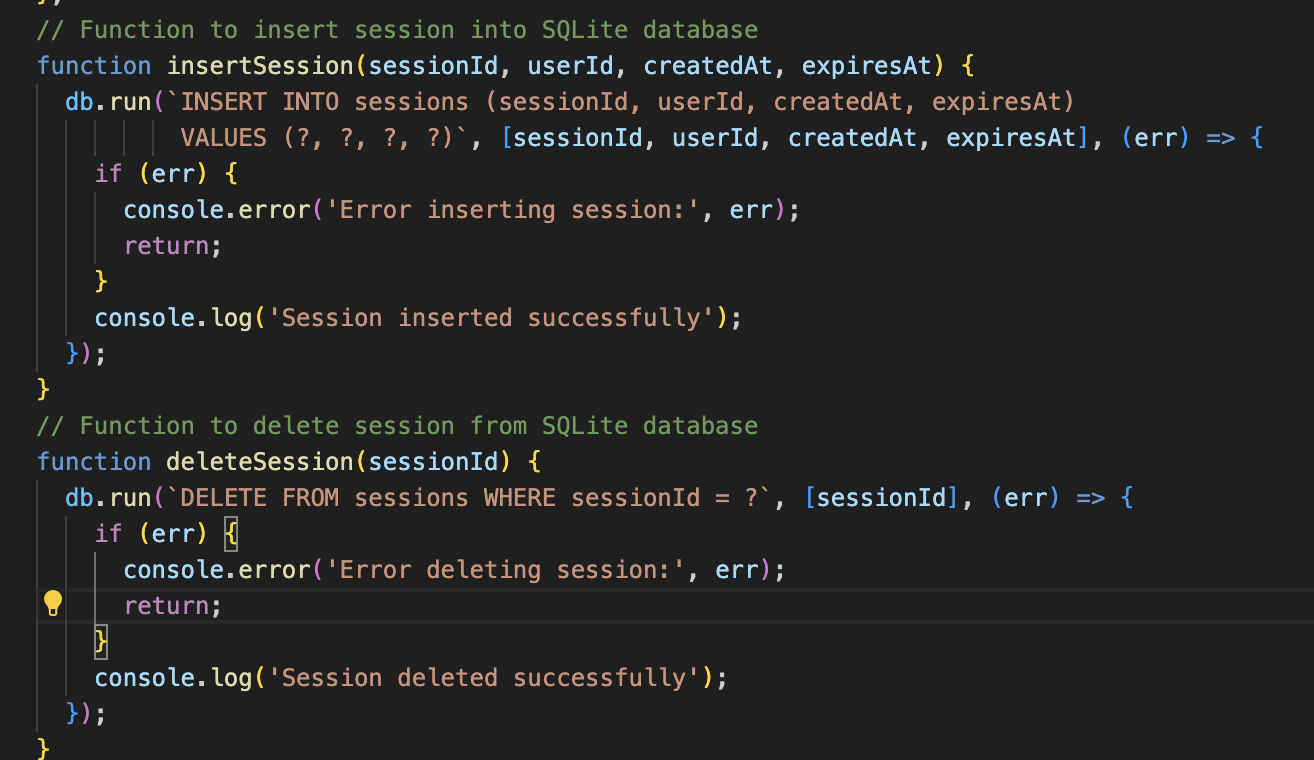 },
// Function to insert session into SQLite database
function insertSession(sessionId, userId, createdAt, expiresAt) {
  db.run(`INSERT INTO sessions (sessionId, userId, createdAt, expiresAt)
          VALUES (?, ?, ?, ?)`, [sessionId, userId, createdAt, expiresAt], (err) => {
    if (err) {
      console.error('Error inserting session:', err);
      return;
    }
    console.log('Session inserted successfully');
  });
}
// Function to delete session from SQLite database
function deleteSession(sessionId) {
  db.run(`DELETE FROM sessions WHERE sessionId = ?`, [sessionId], (err) => {
    if (err) {
      console.error('Error deleting session:', err);
      return;
    }
    console.log('Session deleted successfully');
  });
}